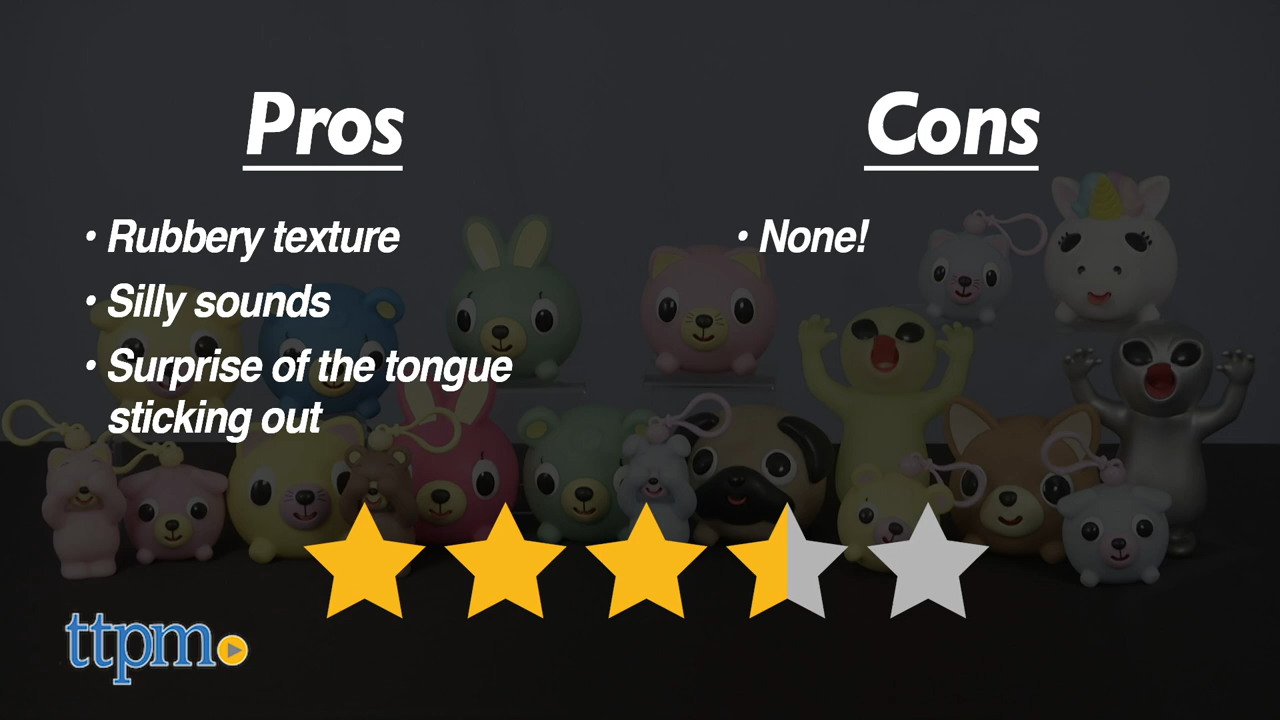 Pros
• Rubbery texture
• Silly sounds
• Surprise of the tongue
sticking out
Cons
• None!
ttpm